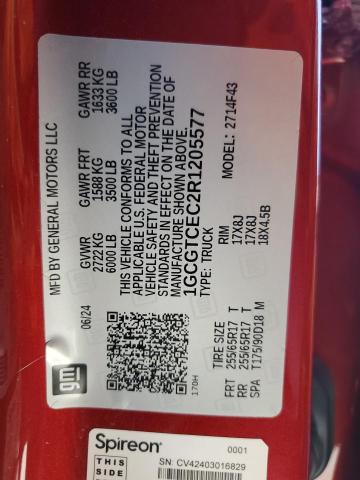 MFD BY GENERAL MOTORS LLC
06/24
GVWR GAWR FRT GAWR RR
2722 KG 1588 KG 1633 KG
6000 LB 3500 LB 3600 LB
THIS VEHICLE CONFORMS TO ALL
APPLICABLE U.S. FEDERAL MOTOR
VEHICLE SAFETY AND THEFT PREVENTION
STANDARDS IN EFFECT ON THE DATE OF
MANUFACTURE SHOWN ABOVE.
1GCGTCEC2R1205577
TYPE: TRUCK
MODEL: 2714F43
gm
170H
TIRE SIZE RIM
FRT 255/65R17 T 17X8J
RR 255/65R17 T 17X8J
SPA T175/90D18 M 18X4.5B
Spireon®
0001
THIS
SIDE
SN: CV42403016829